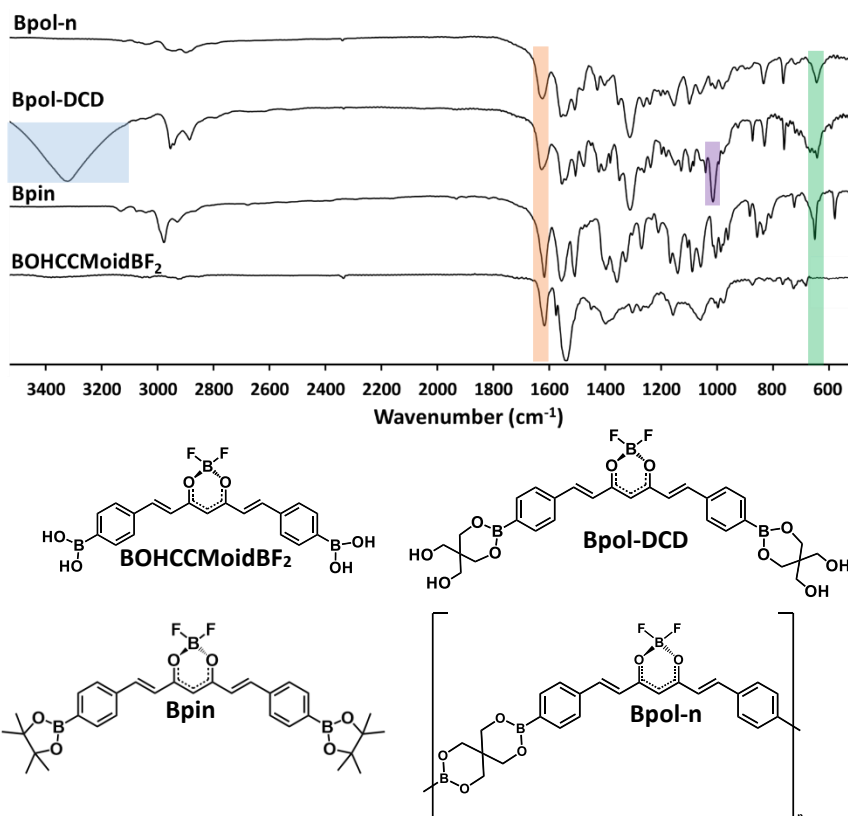 Bpol-n
Bpol-DCD
Bpin
BOHCCMoidBF₂
3400 3200 3000 2800 2600 2400 2200 2000 1800 1600 1400 1200 1000 800 600
Wavenumber (cm⁻¹)
F F
B
O O
HO B
HO
B OH
OH
BOHCCMoidBF₂
F F
B
O O
O B
O
HO
HO
B O
O
OH
OH
Bpol-DCD
F F
B
O O
O B
O
B O
O
Bpin
F F
B
O O
O B
O
O
B O
Bpol-n
n